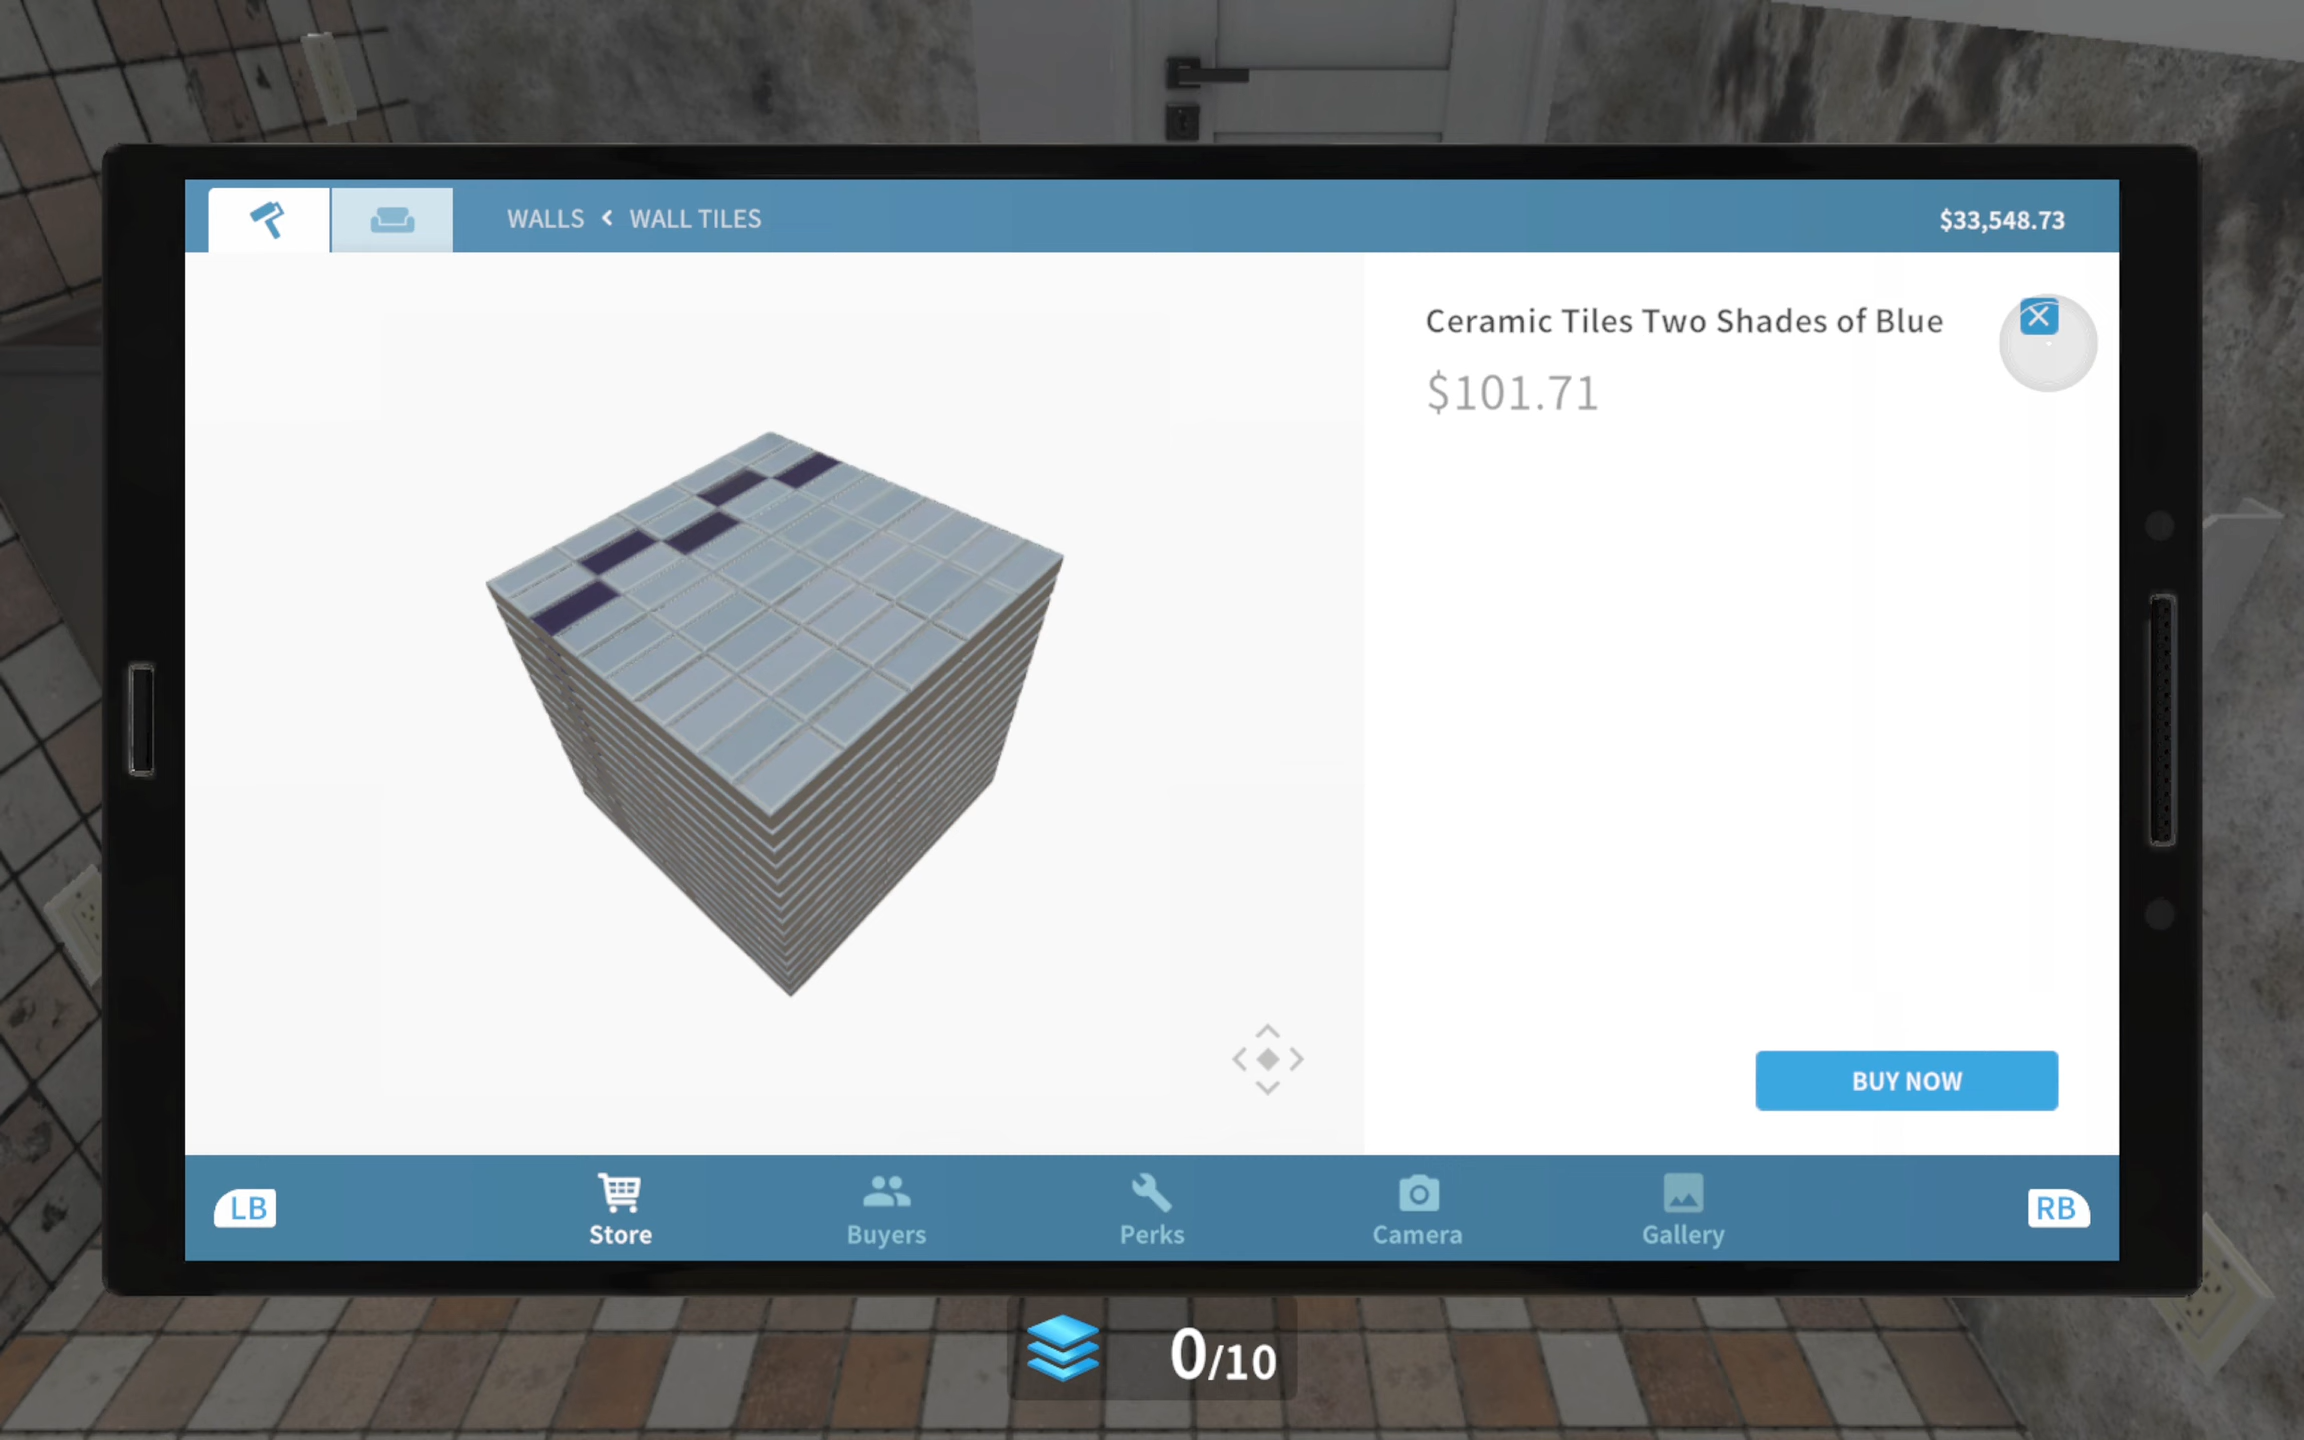 WALLS < WALL TILES
$33,548.73
Ceramic Tiles Two Shades of Blue
$101.71
BUY NOW
LB
Store
Buyers
Perks
Camera
Gallery
RB
0/10